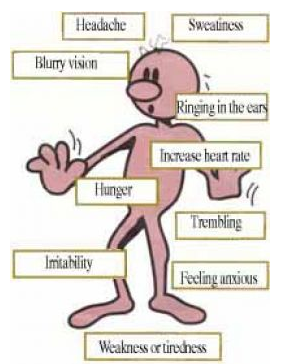 Headache
Sweatiness
Blurry vision
Ringing in the ears
Increase heart rate
Hunger
Trembling
Irritability
Feeling anxious
Weakness or tiredness